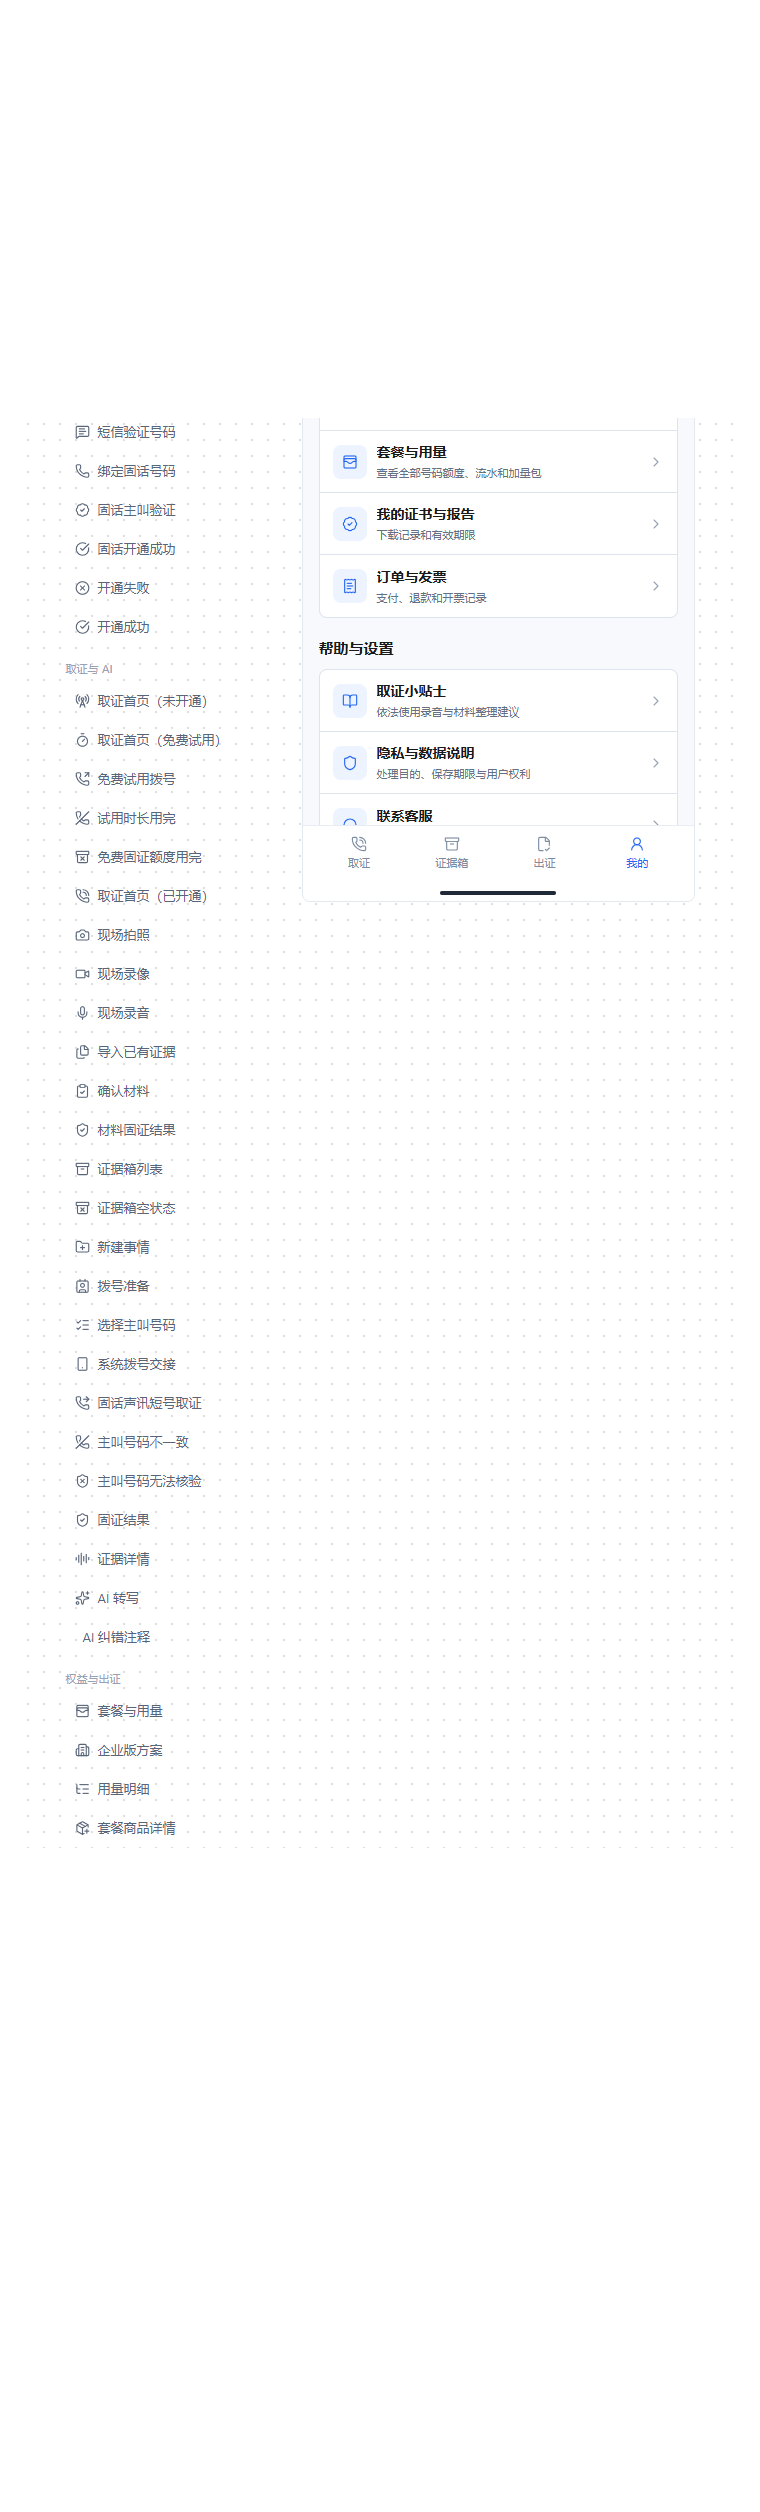 短信验证号码
绑定固话号码
固话主叫验证
固话开通成功
开通失败
开通成功
取证与 AI
取证首页（未开通）
取证首页（免费试用）
免费试用拨号
试用时长用完
免费固证额度用完
取证首页（已开通）
现场拍照
现场录像
现场录音
导入已有证据
确认材料
材料固证结果
证据箱列表
证据箱空状态
新建事情
拨号准备
选择主叫号码
系统拨号交接
固话声讯短号取证
主叫号码不一致
主叫号码无法核验
固证结果
证据详情
AI 转写
AI 纠错注释
权益与出证
套餐与用量
企业版方案
用量明细
套餐商品详情
套餐与用量
查看全部号码额度、流水和加量包
我的证书与报告
下载记录和有效期限
订单与发票
支付、退款和开票记录
帮助与设置
取证小贴士
依法使用录音与材料整理建议
隐私与数据说明
处理目的、保存期限与用户权利
联系客服
取证
证据箱
出证
我的